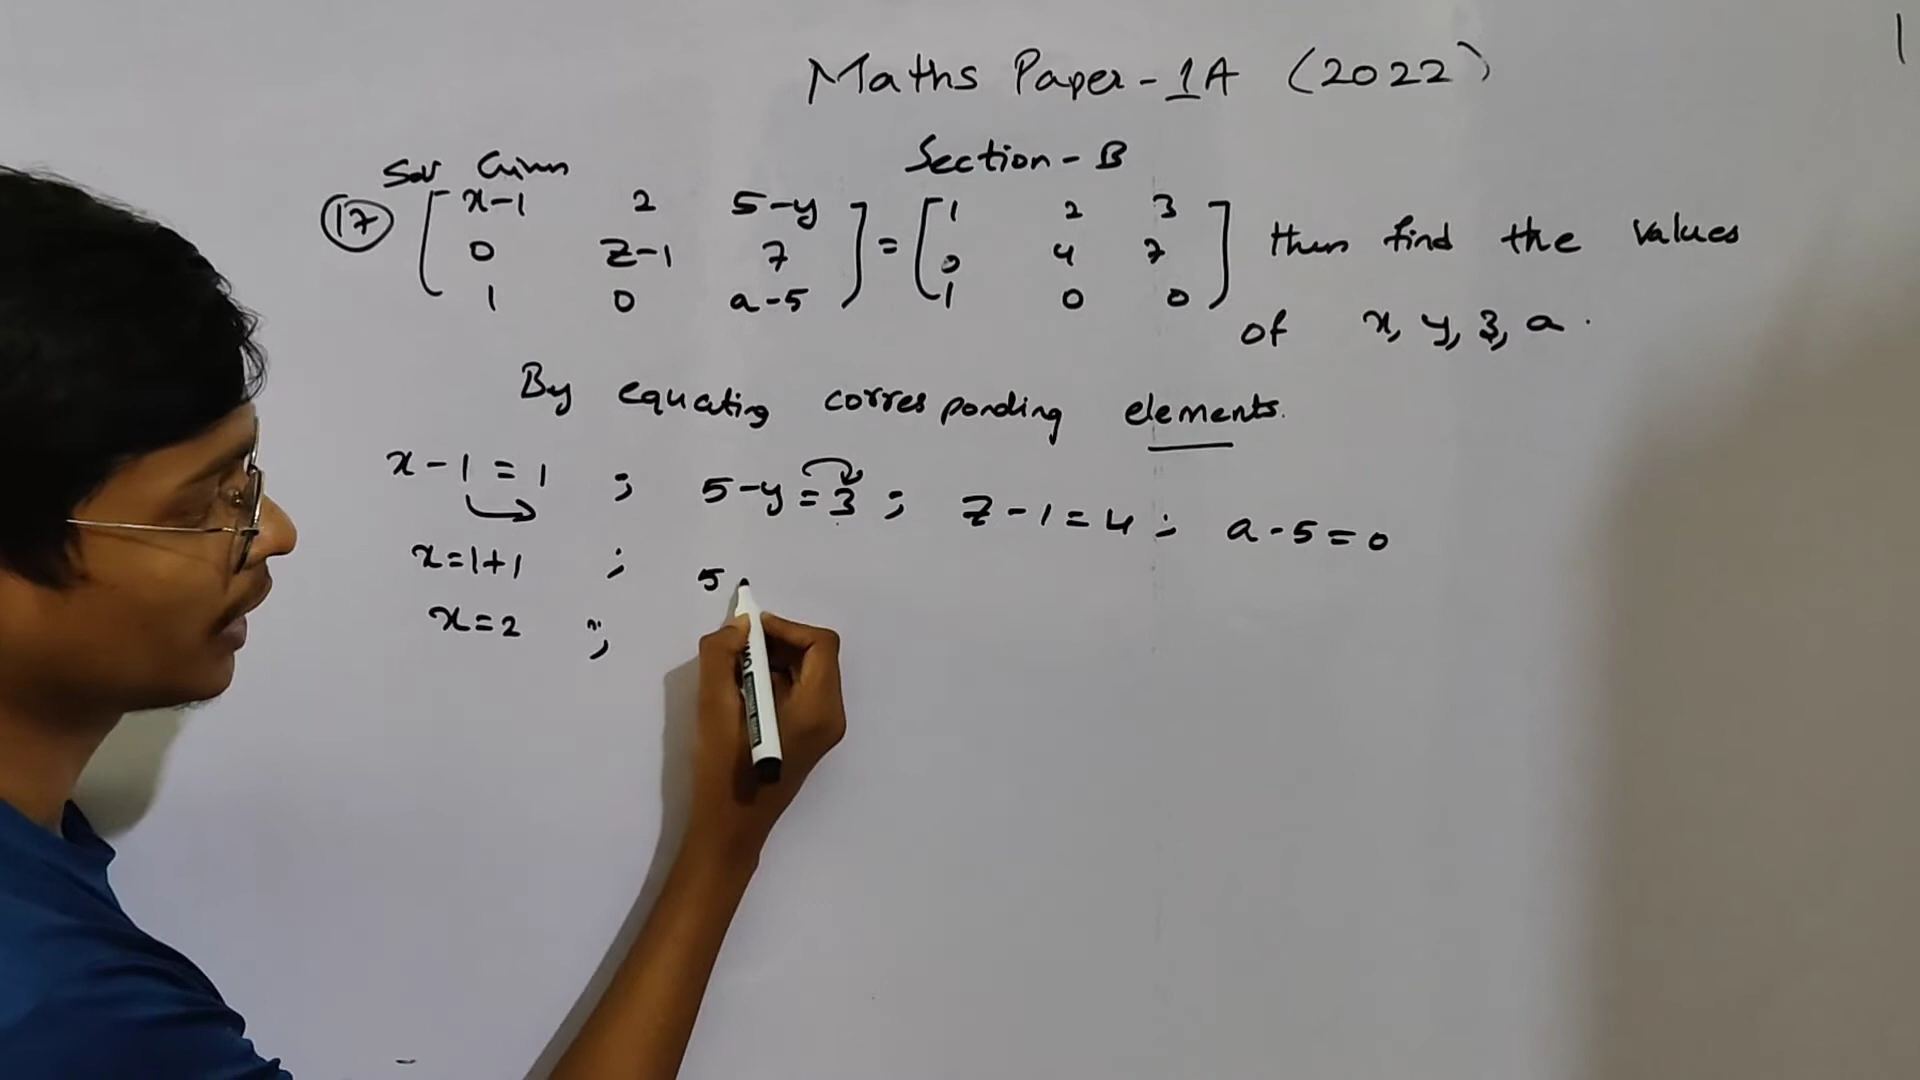 Maths Paper-1A (2022)
Section-B
Sol Given
17 [x-1 2 5-y] = [1 2 3] then find the values
[0 z-1 7] [0 4 7]
[1 0 a-5] [1 0 0]
of x, y, z, a.
By equating corresponding elements.
x-1=1 ; 5-y=3 ; z-1=4 ; a-5=0
x=1+1 ; 5
x=2 ;